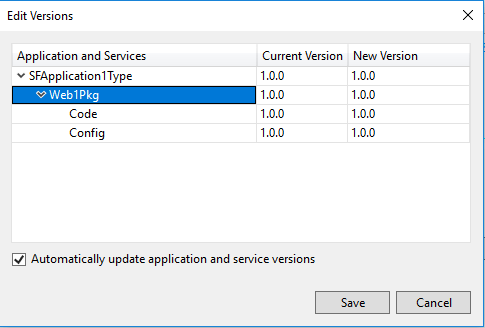 Edit Versions
Application and Services Current Version New Version
SFApplication1Type 1.0.0 1.0.0
Web1Pkg 1.0.0 1.0.0
Code 1.0.0 1.0.0
Config 1.0.0 1.0.0
Automatically update application and service versions
Save Cancel